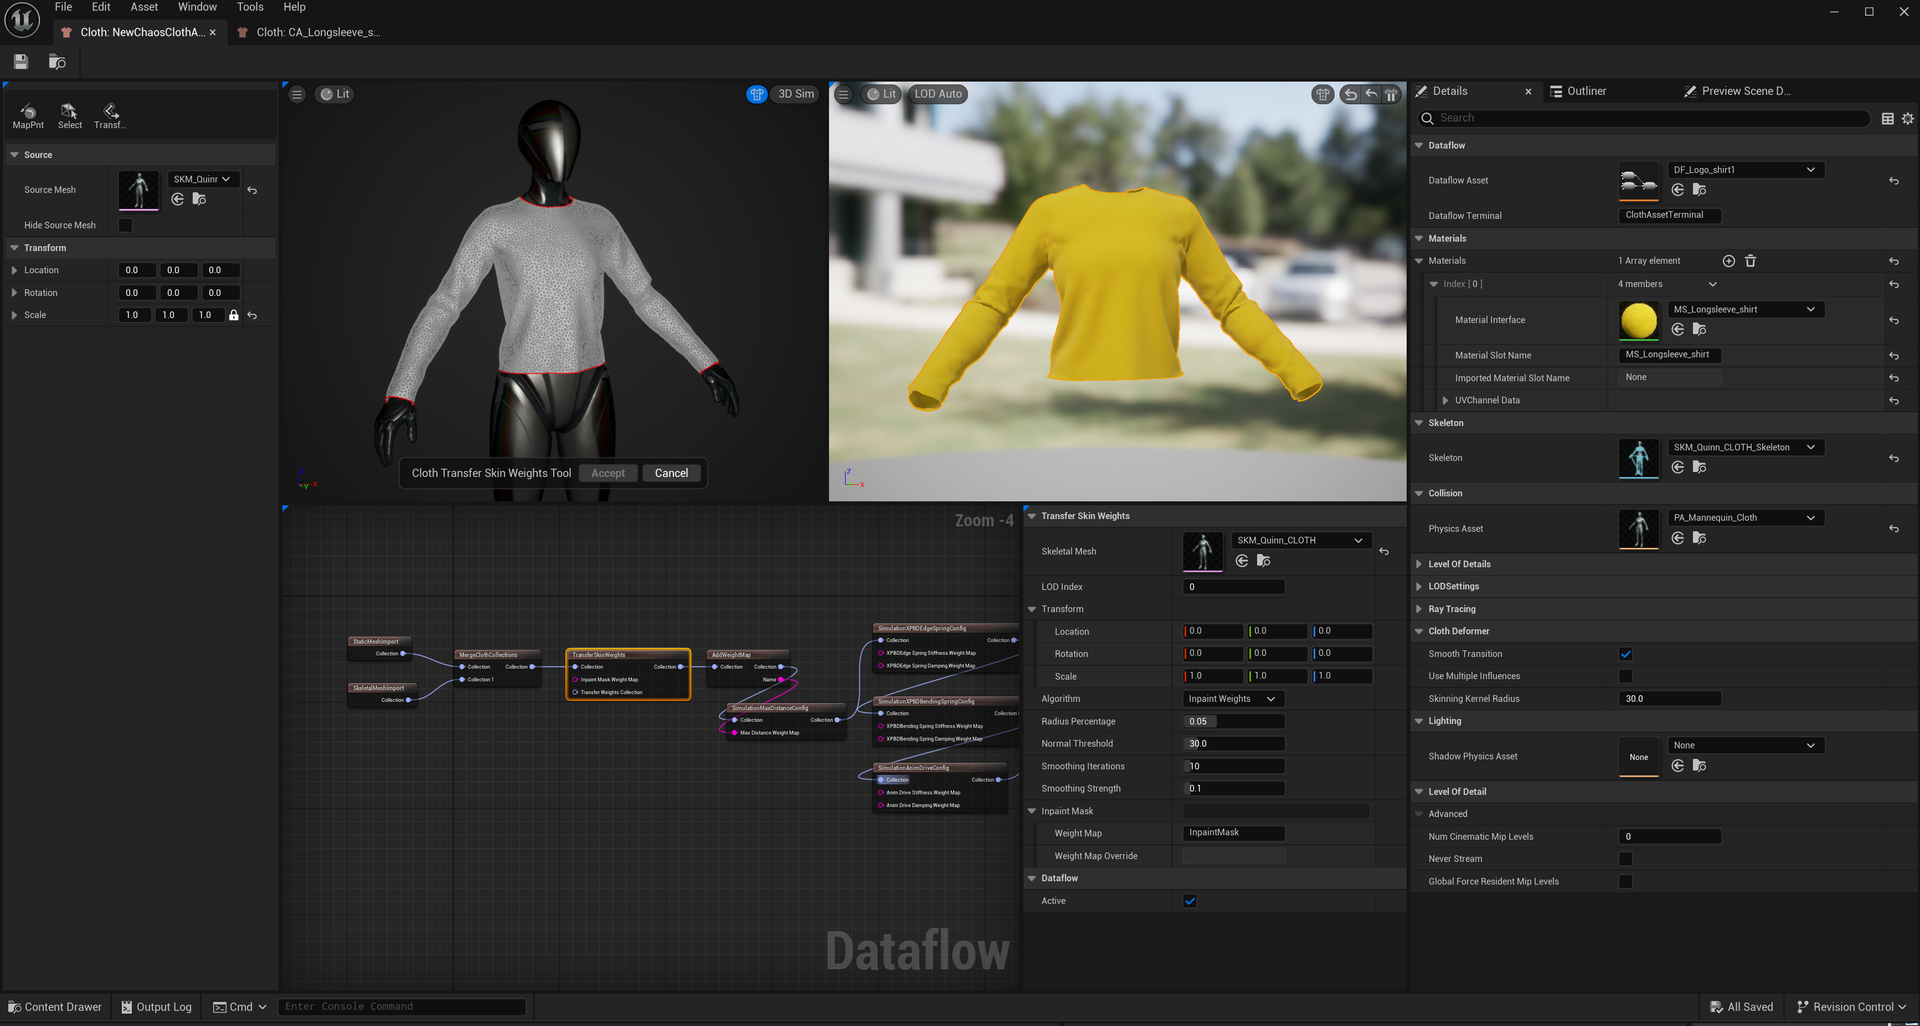 File Edit Asset Window Tools Help
Cloth: NewChaosClothA... ×
Cloth: CA_Longsleeve_s...
MapPnt Select Transf...
Source
Source Mesh
SKM_Quinr
Hide Source Mesh
Transform
Location 0.0 0.0 0.0
Rotation 0.0 0.0 0.0
Scale 1.0 1.0 1.0
Lit
3D Sim
Cloth Transfer Skin Weights Tool Accept Cancel
Lit LOD Auto
Z
X
Zoom -4
StaticMeshImport
Collection
SkeletalMeshImport
Collection
MergeClothCollections
Collection Collection
Collection 1
TransferSkinWeights
Collection Collection
Inpaint Mask Weight Map
Transfer Weights Collection
AddWeightMap
Collection Collection
Name
SimulationMaxDistanceConfig
Collection Collection
Max Distance Weight Map
SimulationXPBDEdgeSpringConfig
Collection Collection
XPBDEdge Spring Stiffness Weight Map
XPBDEdge Spring Damping Weight Map
SimulationXPBDBendingSpringConfig
Collection Collection
XPBDBending Spring Stiffness Weight Map
XPBDBending Spring Damping Weight Map
SimulationAnimDriveConfig
Collection Collection
Anim Drive Stiffness Weight Map
Anim Drive Damping Weight Map
Dataflow
Transfer Skin Weights
Skeletal Mesh
SKM_Quinn_CLOTH
LOD Index 0
Transform
Location 0.0 0.0 0.0
Rotation 0.0 0.0 0.0
Scale 1.0 1.0 1.0
Algorithm Inpaint Weights
Radius Percentage 0.05
Normal Threshold 30.0
Smoothing Iterations 10
Smoothing Strength 0.1
Inpaint Mask
Weight Map InpaintMask
Weight Map Override
Dataflow
Active
Details × Outliner Preview Scene D...
Search
Dataflow
Dataflow Asset
DF_Logo_shirt1
Dataflow Terminal ClothAssetTerminal
Materials
Materials 1 Array element
Index [ 0 ] 4 members
Material Interface
MS_Longsleeve_shirt
Material Slot Name MS_Longsleeve_shirt
Imported Material Slot Name None
UVChannel Data
Skeleton
Skeleton
SKM_Quinn_CLOTH_Skeleton
Collision
Physics Asset
PA_Mannequin_Cloth
Level Of Details
LODSettings
Ray Tracing
Cloth Deformer
Smooth Transition
Use Multiple Influences
Skinning Kernel Radius 30.0
Lighting
Shadow Physics Asset
None
None
Level Of Detail
Advanced
Num Cinematic Mip Levels 0
Never Stream
Global Force Resident Mip Levels
Content Drawer Output Log Cmd Enter Console Command
All Saved Revision Control